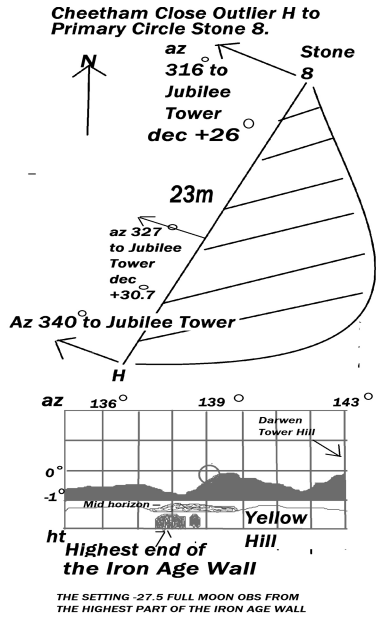 Cheetham Close Outlier H to
Primary Circle Stone 8.
az
316° to
Jubilee
Tower
dec +26°
Stone
8
N
23m
az 327°
to Jubilee
Tower
dec
+30.7°
Az 340° to Jubilee Tower
H
az
136°
139°
143°
Darwen
Tower Hill
0°
-1°
Mid horizon
ht
Yellow
Hill
Highest end of
the Iron Age Wall
THE SETTING -27.5 FULL MOON OBS FROM
THE HIGHEST PART OF THE IRON AGE WALL